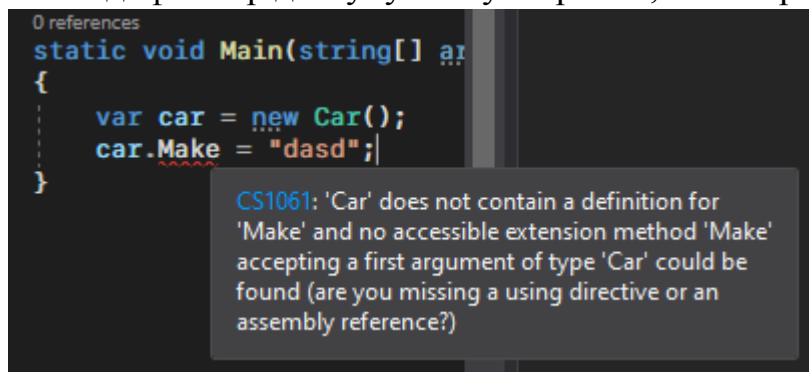 0 references
static void Main(string[]
{
var car = new Car();
car.Make = "dasd";
}
CS1061: 'Car' does not contain a definition for
'Make' and no accessible extension method 'Make'
accepting a first argument of type 'Car' could be
found (are you missing a using directive or an
assembly reference?)